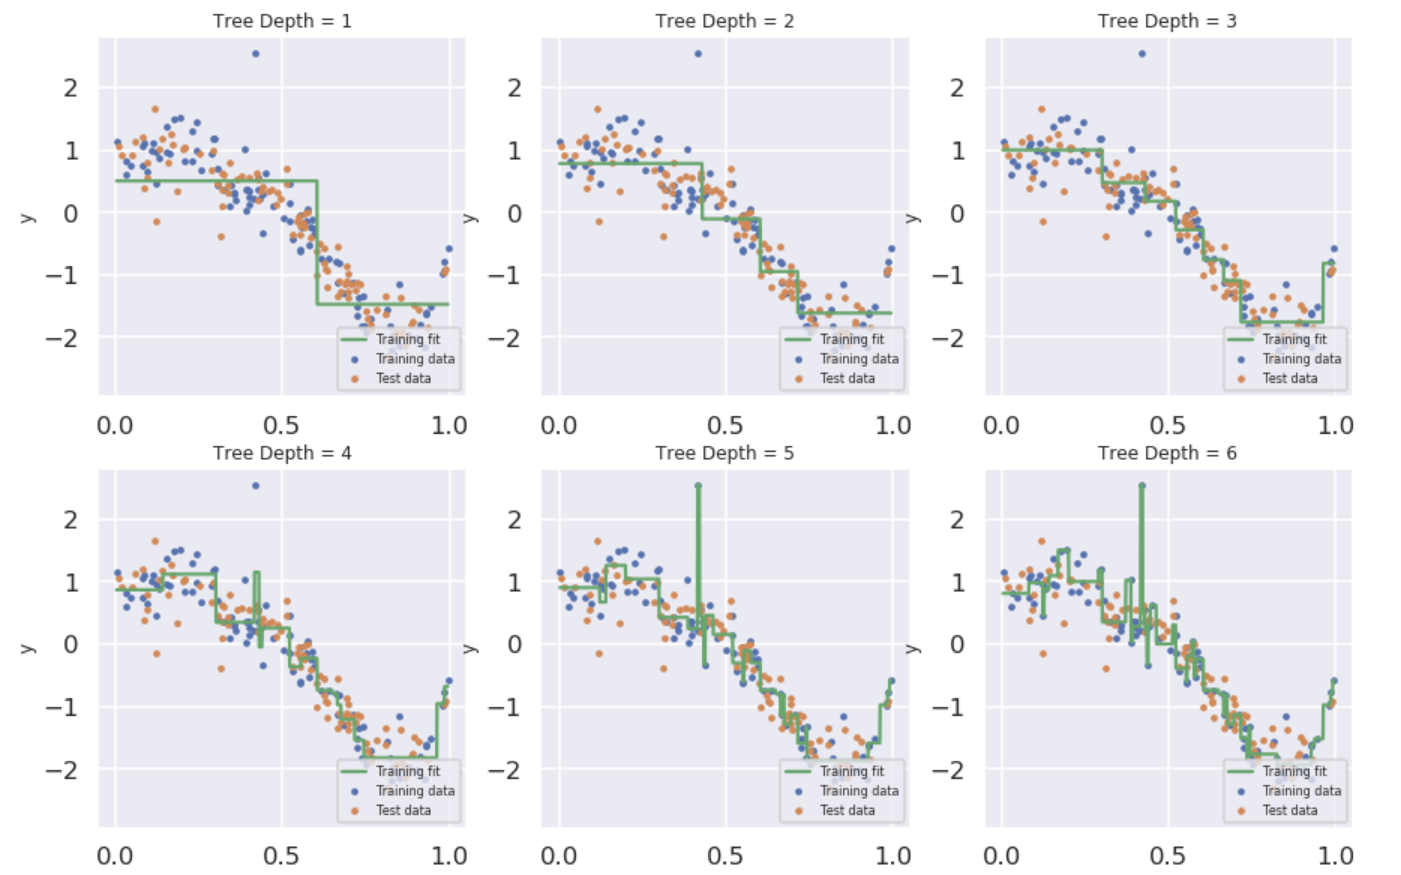 Tree Depth = 1
2
1
0
−1
−2
y
0.0 0.5 1.0
Training fit
Training data
Test data
Tree Depth = 2
2
1
0
−1
−2
y
0.0 0.5 1.0
Training fit
Training data
Test data
Tree Depth = 3
2
1
0
−1
−2
y
0.0 0.5 1.0
Training fit
Training data
Test data
Tree Depth = 4
2
1
0
−1
−2
y
0.0 0.5 1.0
Training fit
Training data
Test data
Tree Depth = 5
2
1
0
−1
−2
y
0.0 0.5 1.0
Training fit
Training data
Test data
Tree Depth = 6
2
1
0
−1
−2
y
0.0 0.5 1.0
Training fit
Training data
Test data